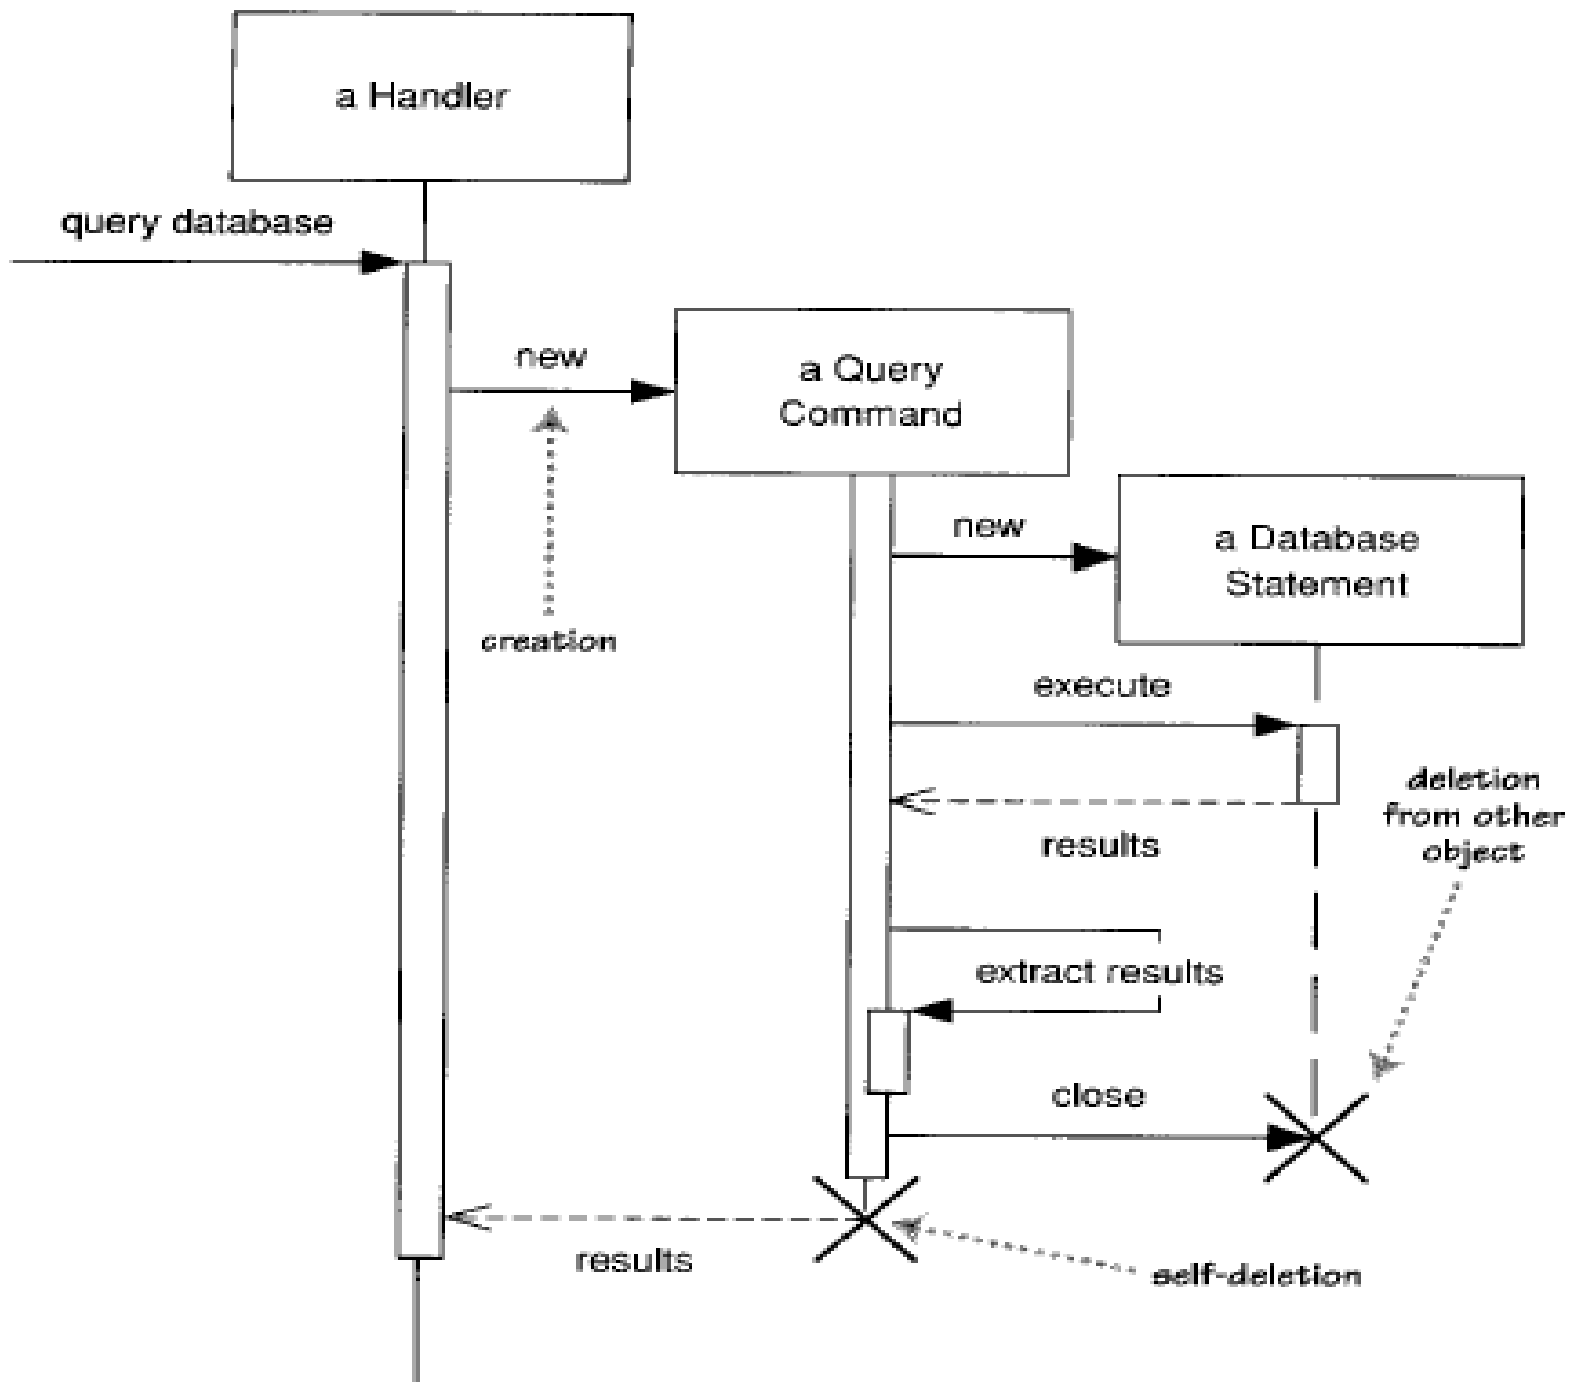 a Handler
query database
new
a Query
Command
new
a Database
Statement
creation
execute
deletion
from other
object
results
extract results
close
results
self-deletion